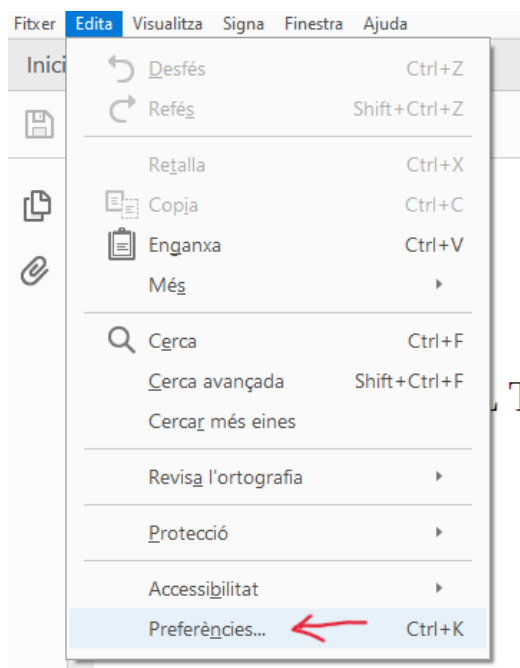 Fitxer Edita Visualitza Signa Finestra Ajuda
Inici
Desfés Ctrl+Z
Refés Shift+Ctrl+Z
Retalla Ctrl+X
Copia Ctrl+C
Enganxa Ctrl+V
Més
Cerca Ctrl+F
Cerca avançada Shift+Ctrl+F
Cercar més eines
Revisa l'ortografia
Protecció
Accessibilitat
Preferències... Ctrl+K